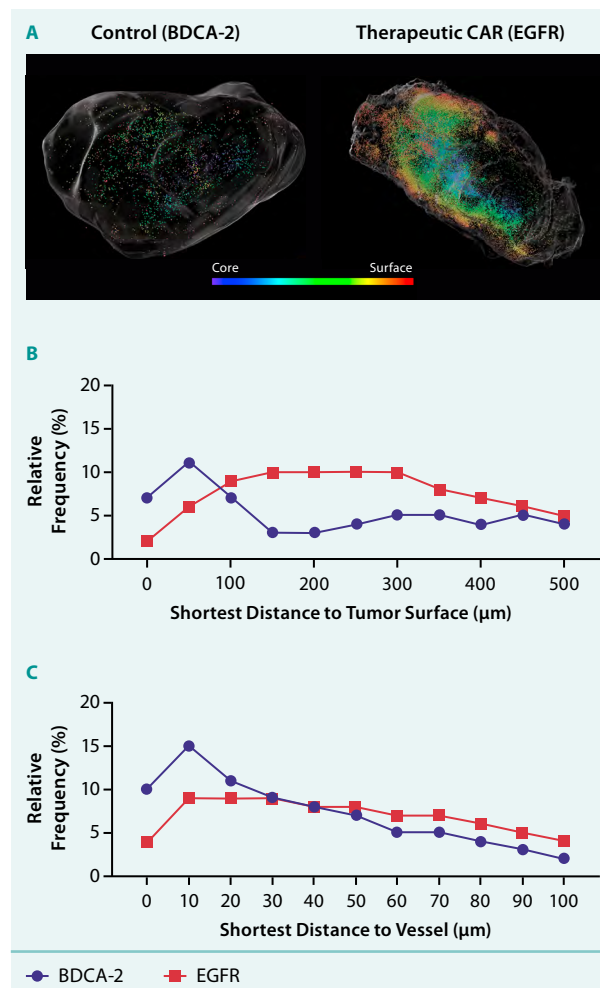 A
Control (BDCA-2)
Therapeutic CAR (EGFR)
Core
Surface
B
Relative
Frequency (%)
20
15
10
5
0
0 100 200 300 400 500
Shortest Distance to Tumor Surface (μm)
C
Relative
Frequency (%)
20
15
10
5
0
0 10 20 30 40 50 60 70 80 90 100
Shortest Distance to Vessel (μm)
BDCA-2
EGFR